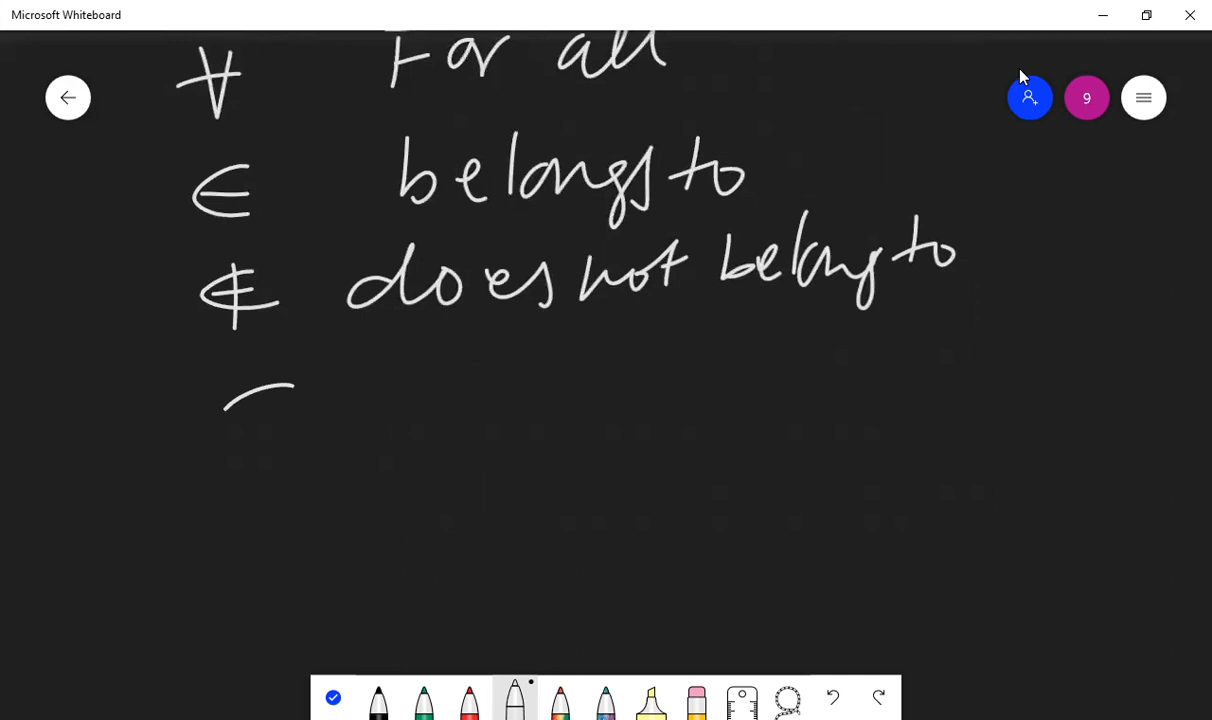 Microsoft Whiteboard
∀ For all
9
∈ belongs to
∉ does not belong to